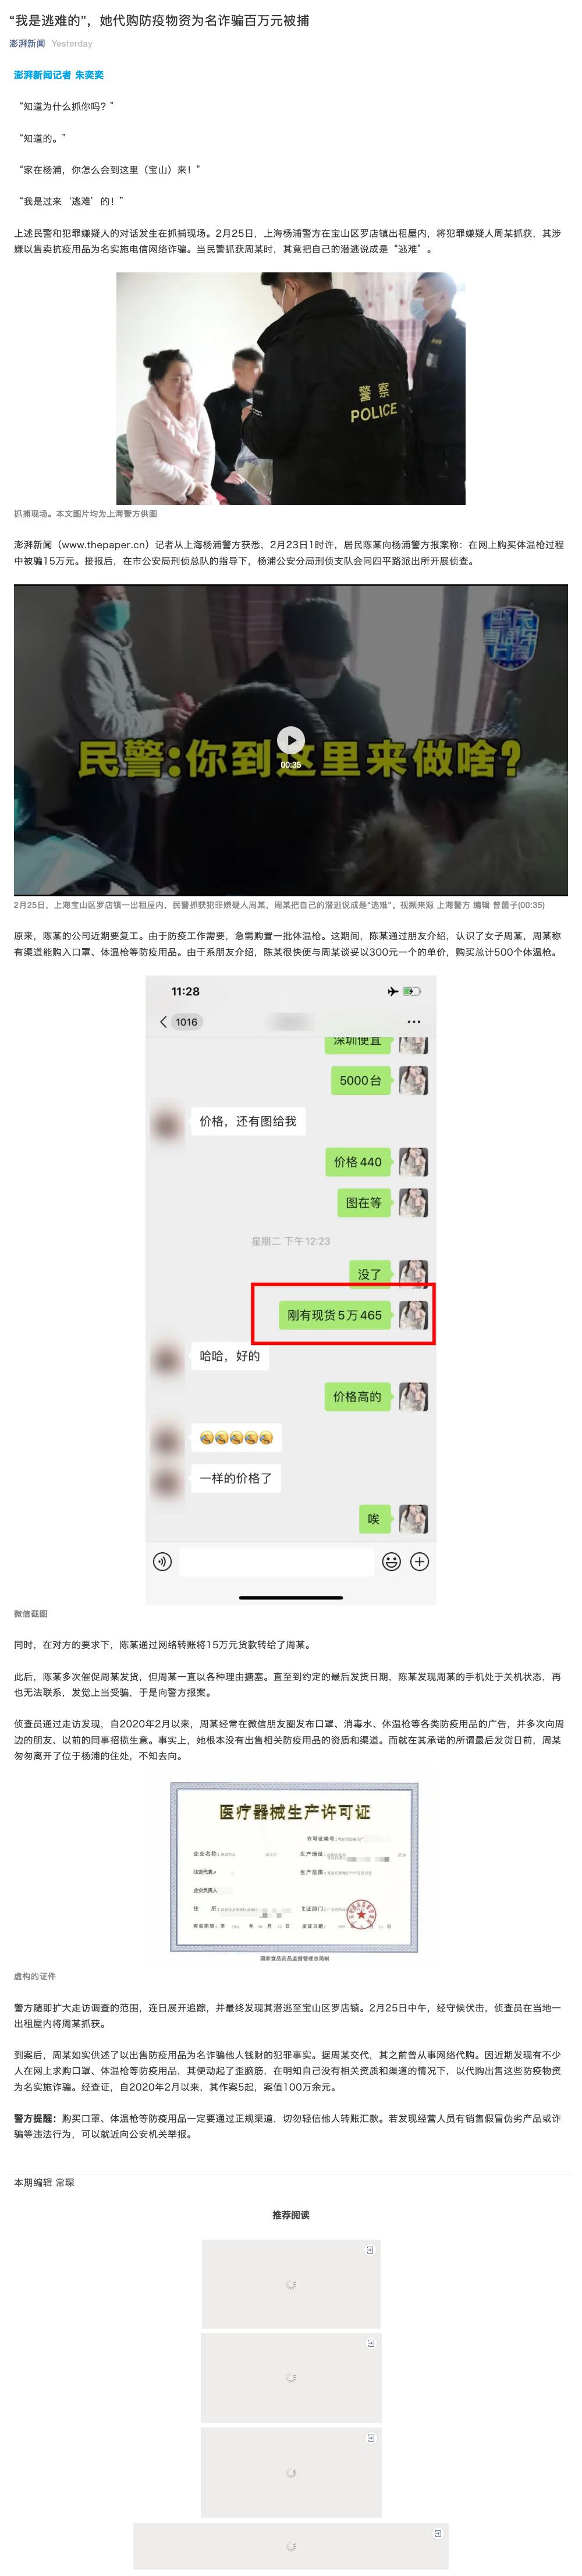 “我是逃难的”，她代购防疫物资为名诈骗百万元被捕
澎湃新闻 Yesterday
澎湃新闻记者 朱奕奕
“知道为什么抓你吗？”
“知道的。”
“家在杨浦，你怎么会到这里（宝山）来！”
“我是过来‘逃难’的！”
上述民警和犯罪嫌疑人的对话发生在抓捕现场。2月25日，上海杨浦警方在宝山区罗店镇出租屋内，将犯罪嫌疑人周某抓获，其涉
嫌以售卖抗疫用品为名实施电信网络诈骗。当民警抓获周某时，其竟把自己的潜逃说成是“逃难”。
警察
POLICE
抓捕现场。本文图片均为上海警方供图
澎湃新闻（www.thepaper.cn）记者从上海杨浦警方获悉，2月23日1时许，居民陈某向杨浦警方报案称：在网上购买体温枪过程
中被骗15万元。接报后，在市公安局刑侦总队的指导下，杨浦公安分局刑侦支队会同四平路派出所开展侦查。
民警:你到这里来做啥?
00:35
2月25日，上海宝山区罗店镇一出租屋内，民警抓获犯罪嫌疑人周某，周某把自己的潜逃说成是“逃难”。视频来源 上海警方 编辑 曾茵子(00:35)
原来，陈某的公司近期要复工。由于防疫工作需要，急需购置一批体温枪。这期间，陈某通过朋友介绍，认识了女子周某，周某称
有渠道能购入口罩、体温枪等防疫用品。由于系朋友介绍，陈某很快便与周某谈妥以300元一个的单价，购买总计500个体温枪。
11:28
1016
深圳便宜
5000台
价格，还有图给我
价格440
图在等
星期二 下午12:23
没了
刚有现货5万465
哈哈，好的
价格高的
一样的价格了
唉
微信截图
同时，在对方的要求下，陈某通过网络转账将15万元货款转给了周某。
此后，陈某多次催促周某发货，但周某一直以各种理由搪塞。直至到约定的最后发货日期，陈某发现周某的手机处于关机状态，再
也无法联系，发觉上当受骗，于是向警方报案。
侦查员通过走访发现，自2020年2月以来，周某经常在微信朋友圈发布口罩、消毒水、体温枪等各类防疫用品的广告，并多次向周
边的朋友、以前的同事招揽生意。事实上，她根本没有出售相关防疫用品的资质和渠道。而就在其承诺的所谓最后发货日前，周某
匆匆离开了位于杨浦的住处，不知去向。
医疗器械生产许可证
许可证编号：
企业名称：
生产地址：
法定代表人
生产范围：
企业负责人
住 所：
发证部门：
有效期限：
发证日期：
国家食品药品监督管理总局制
虚构的证件
警方随即扩大走访调查的范围，连日展开追踪，并最终发现其潜逃至宝山区罗店镇。2月25日中午，经守候伏击，侦查员在当地一
出租屋内将周某抓获。
到案后，周某如实供述了以出售防疫用品为名诈骗他人钱财的犯罪事实。据周某交代，其之前曾从事网络代购。因近期发现有不少
人在网上求购口罩、体温枪等防疫用品，其便动起了歪脑筋，在明知自己没有相关资质和渠道的情况下，以代购出售这些防疫物资
为名实施诈骗。经查证，自2020年2月以来，其作案5起，案值100万余元。
警方提醒：购买口罩、体温枪等防疫用品一定要通过正规渠道，切勿轻信他人转账汇款。若发现经营人员有销售假冒伪劣产品或诈
骗等违法行为，可以就近向公安机关举报。
本期编辑 常琛
推荐阅读